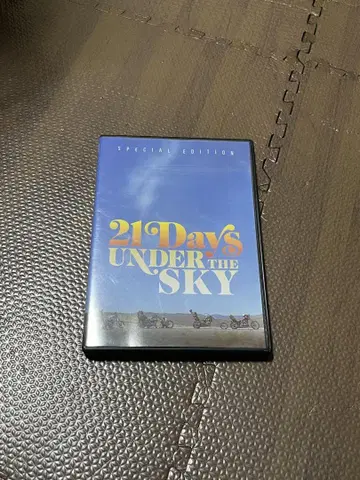 SPECIAL EDITION
21 Days
UNDER THE
SKY